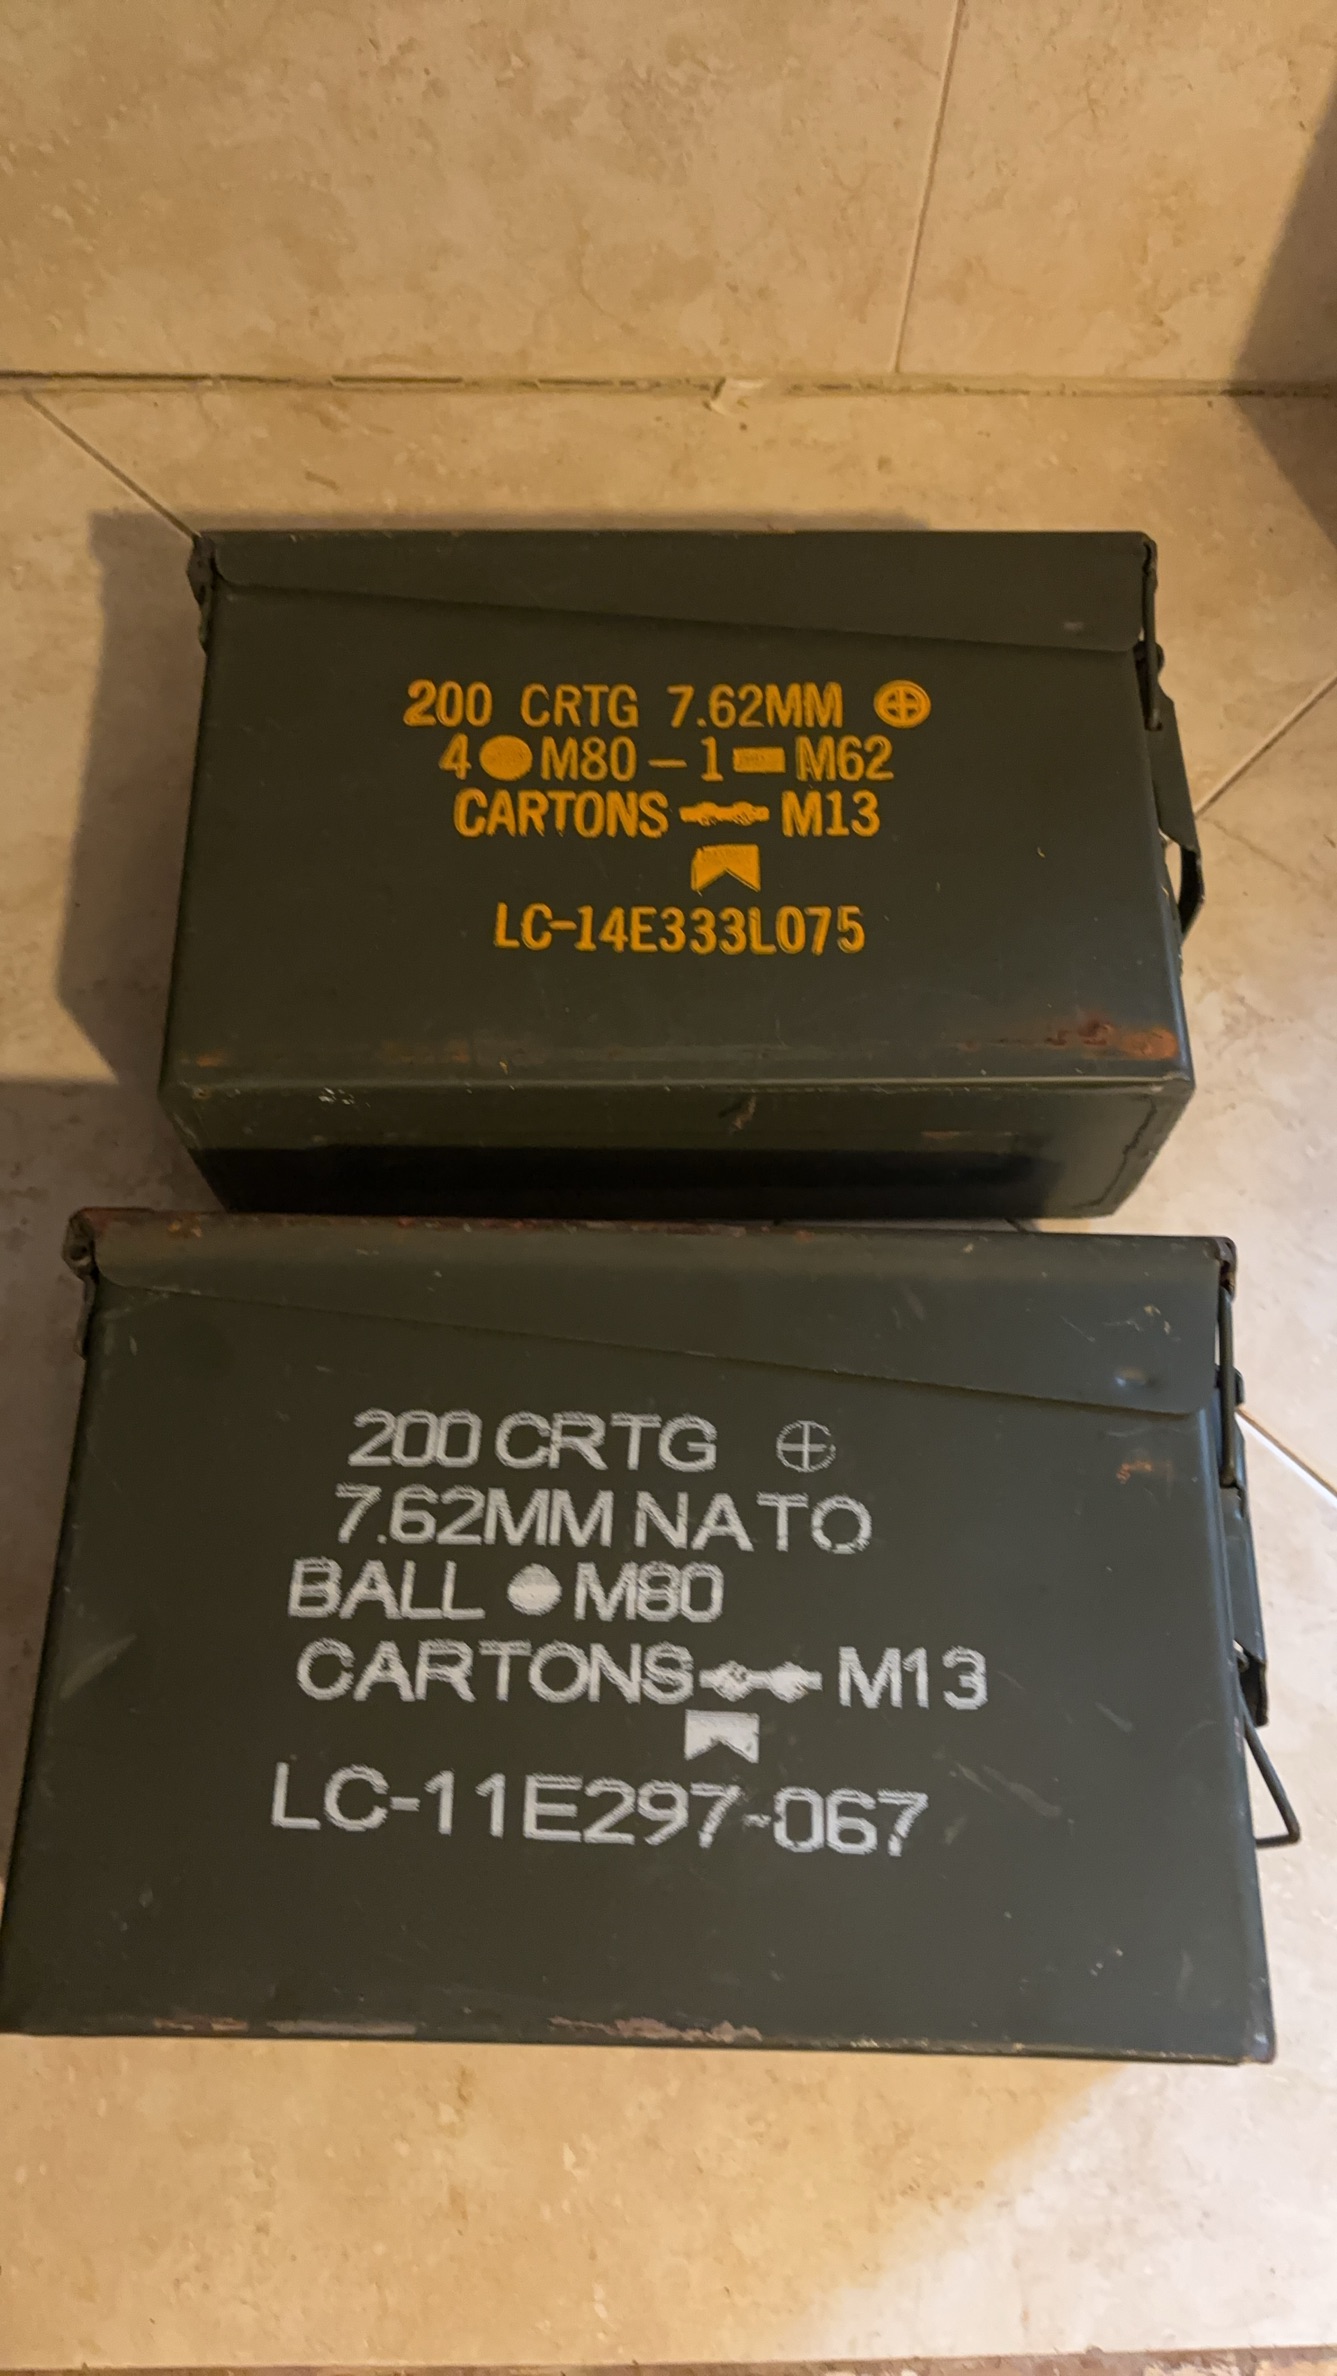 200 CRTG 7.62MM
4 M80 - 1 M62
CARTONS M13
LC-14E333L075
200 CRTG
7.62MM NATO
BALL M80
CARTONS M13
LC-11E297-067